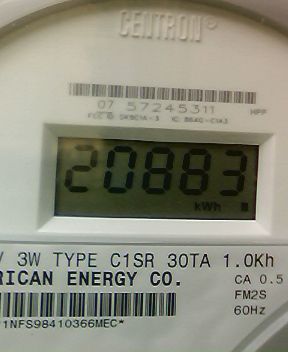 CENTRON®
07 57245311 HPP
20883
kWh
V 3W TYPE C1SR 30TA 1.0Kh
RICAN ENERGY CO. CA 0.5
FM2S
60Hz
1NFS98410366MEC*